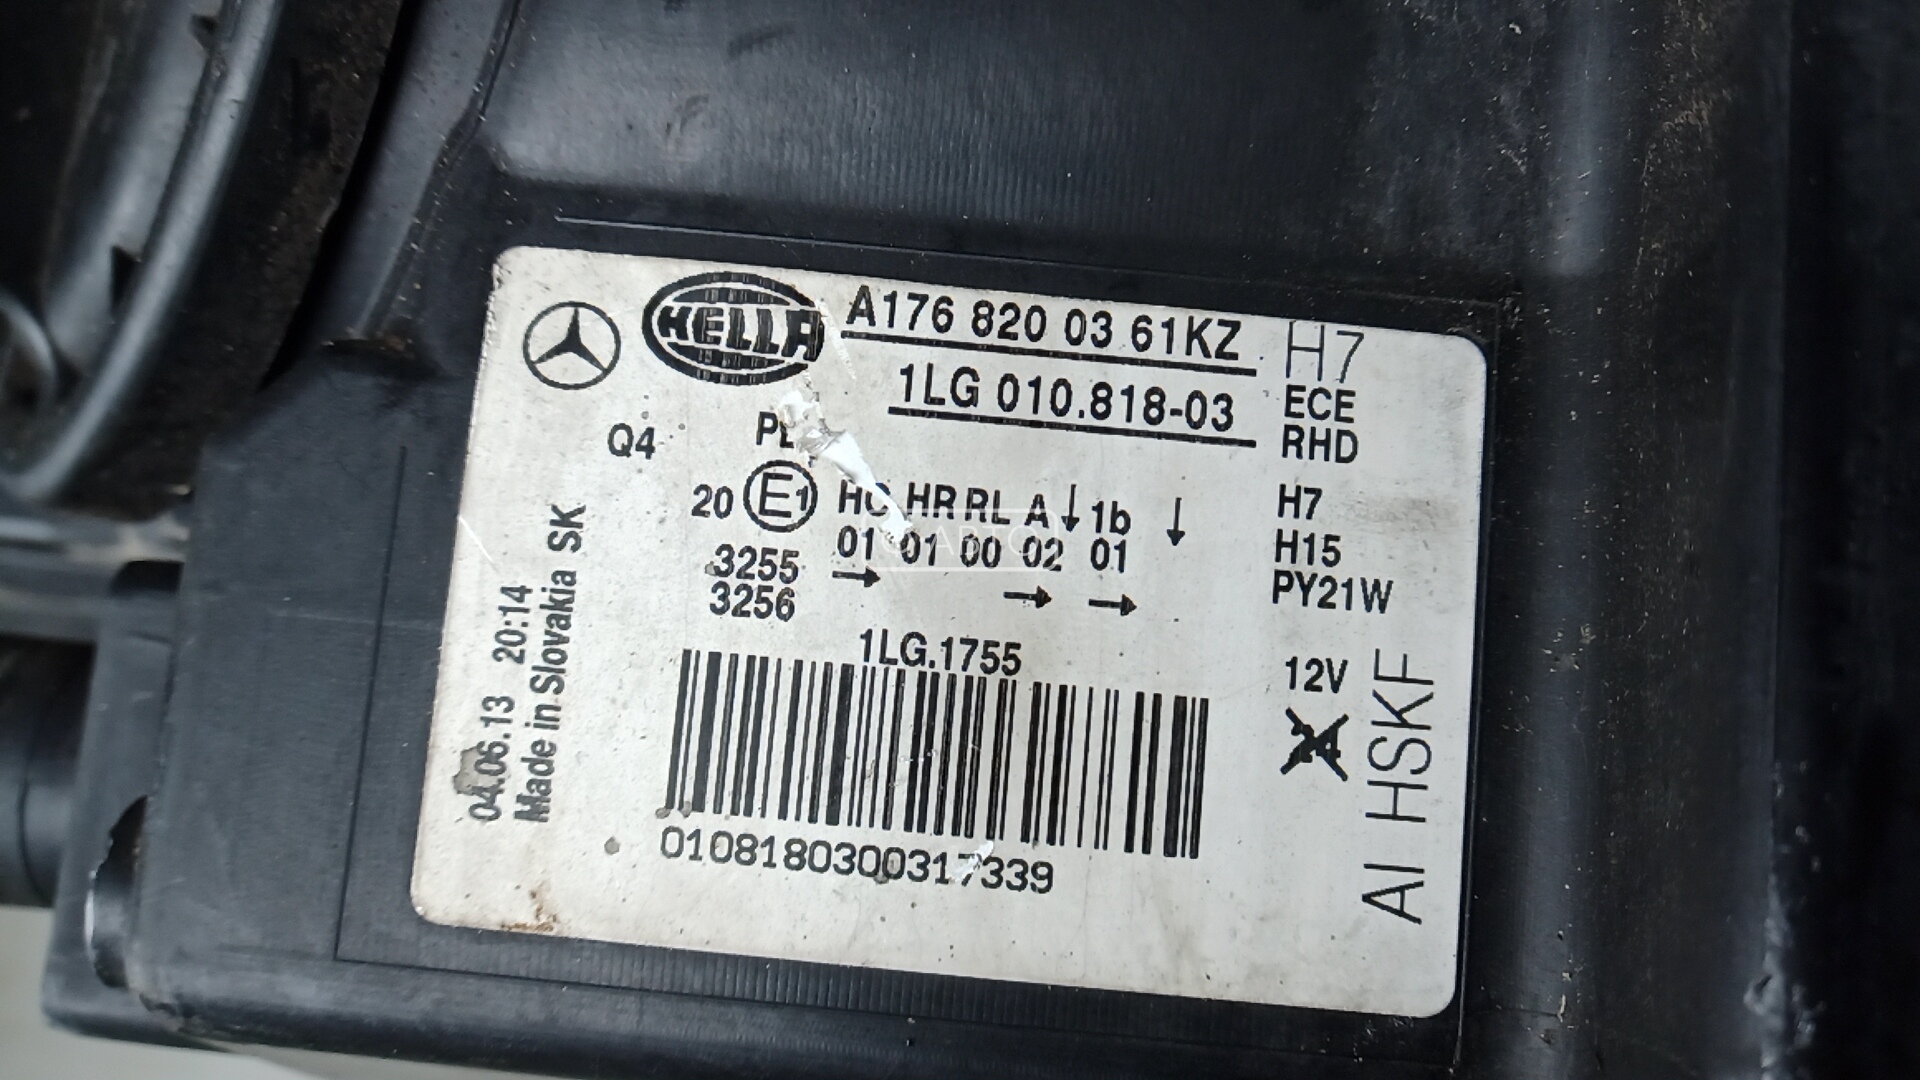 HELLA
A176 820 03 61KZ
H7
1LG 010.818-03
ECE
RHD
Q4
20 E1 HC HR RL A ↓ 1b ↓
H7
01 01 00 02 01
H15
3255 → → →
PY21W
3256
1LG.1755
12V
24
0108180300317339
04.06.13 20:14
Made in Slovakia SK
AI HSKF